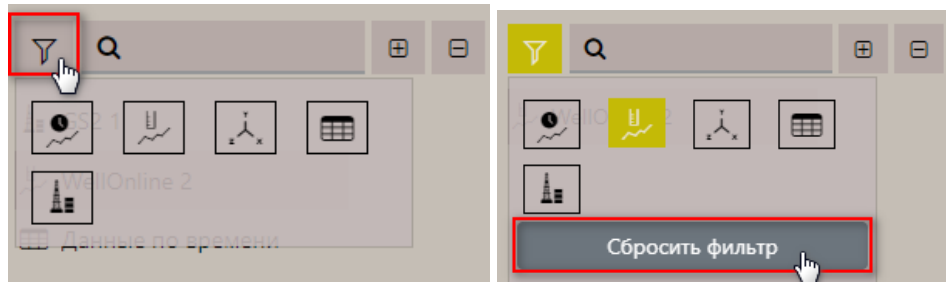 GS2 1
WellOnline 2
Данные по времени
WellOnline 2
Сбросить фильтр